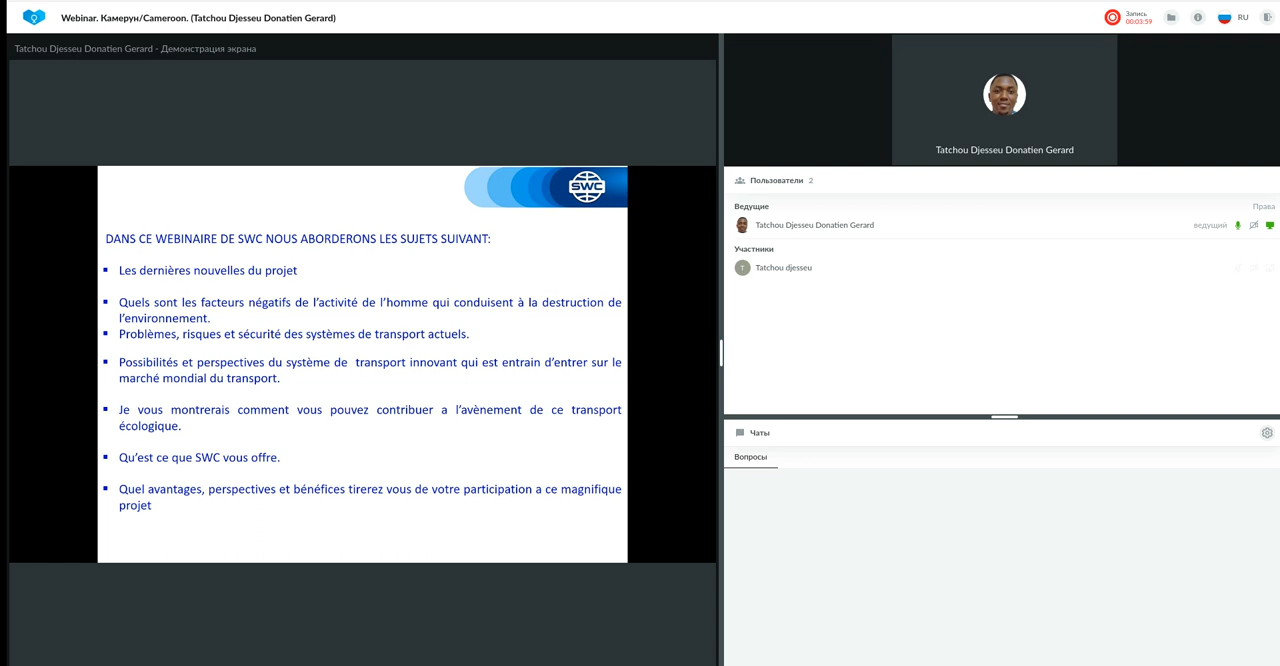 Webinar. Камерун/Cameroon. (Tatchou Djesseu Donatien Gerard)
Запись
00:03:59
RU
Tatchou Djesseu Donatien Gerard - Демонстрация экрана
SWC
DANS CE WEBINAIRE DE SWC NOUS ABORDERONS LES SUJETS SUIVANT:
▪ Les dernières nouvelles du projet
▪ Quels sont les facteurs négatifs de l’activité de l’homme qui conduisent à la destruction de
l’environnement.
▪ Problèmes, risques et sécurité des systèmes de transport actuels.
▪ Possibilités et perspectives du système de transport innovant qui est entrain d’entrer sur le
marché mondial du transport.
▪ Je vous montrerais comment vous pouvez contribuer a l’avènement de ce transport
écologique.
▪ Qu’est ce que SWC vous offre.
▪ Quel avantages, perspectives et bénéfices tirerez vous de votre participation a ce magnifique
projet
Tatchou Djesseu Donatien Gerard
Пользователи 2
Ведущие Права
Tatchou Djesseu Donatien Gerard ведущий
Участники
T Tatchou djesseu
Чаты
Вопросы